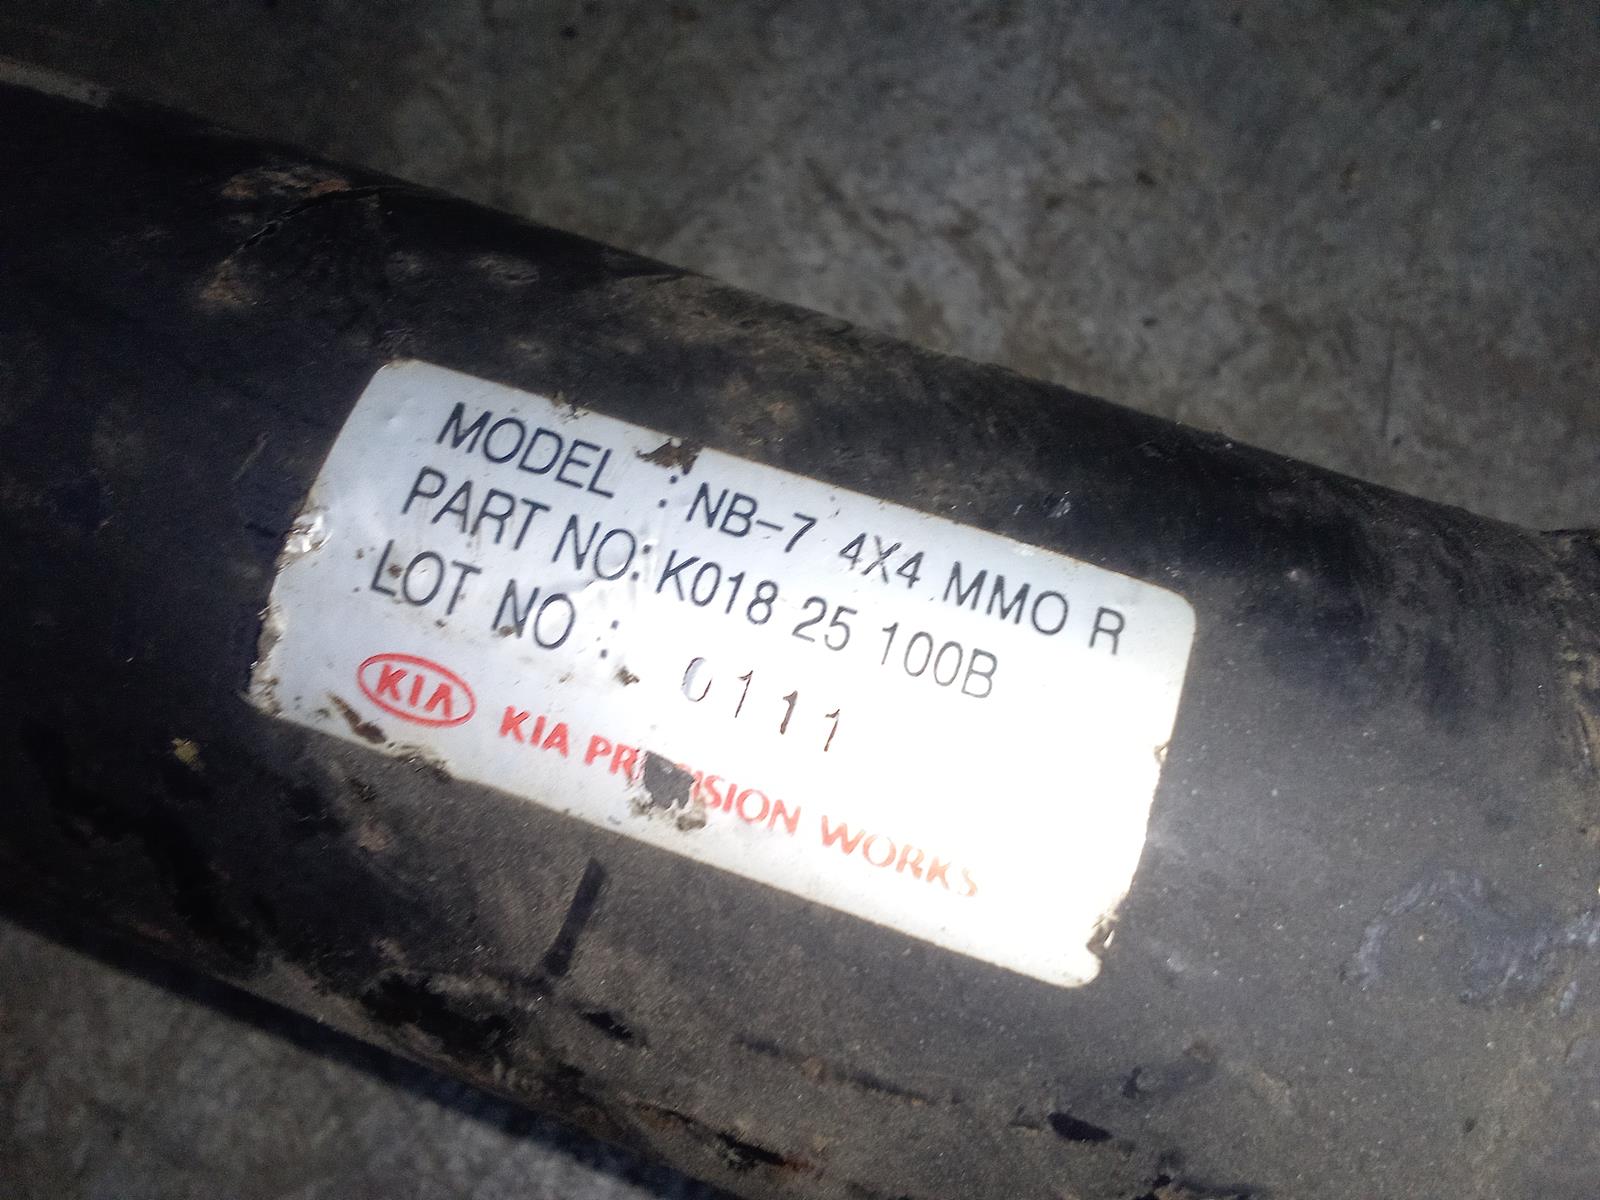 MODEL : NB-7 4X4 MMO R
PART NO: K018 25 100B
LOT NO : 0111
KIA KIA PRECISION WORKS